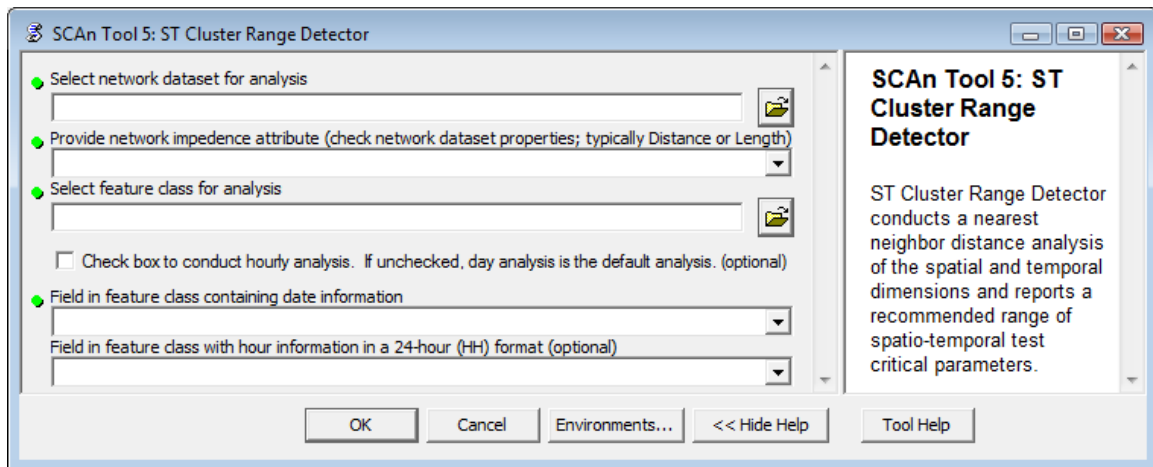 SCAn Tool 5: ST Cluster Range Detector
Select network dataset for analysis
Provide network impedence attribute (check network dataset properties; typically Distance or Length)
Select feature class for analysis
Check box to conduct hourly analysis. If unchecked, day analysis is the default analysis. (optional)
Field in feature class containing date information
Field in feature class with hour information in a 24-hour (HH) format (optional)
SCAn Tool 5: ST
Cluster Range
Detector
ST Cluster Range Detector
conducts a nearest
neighbor distance analysis
of the spatial and temporal
dimensions and reports a
recommended range of
spatio-temporal test
critical parameters.
OK
Cancel
Environments...
<< Hide Help
Tool Help